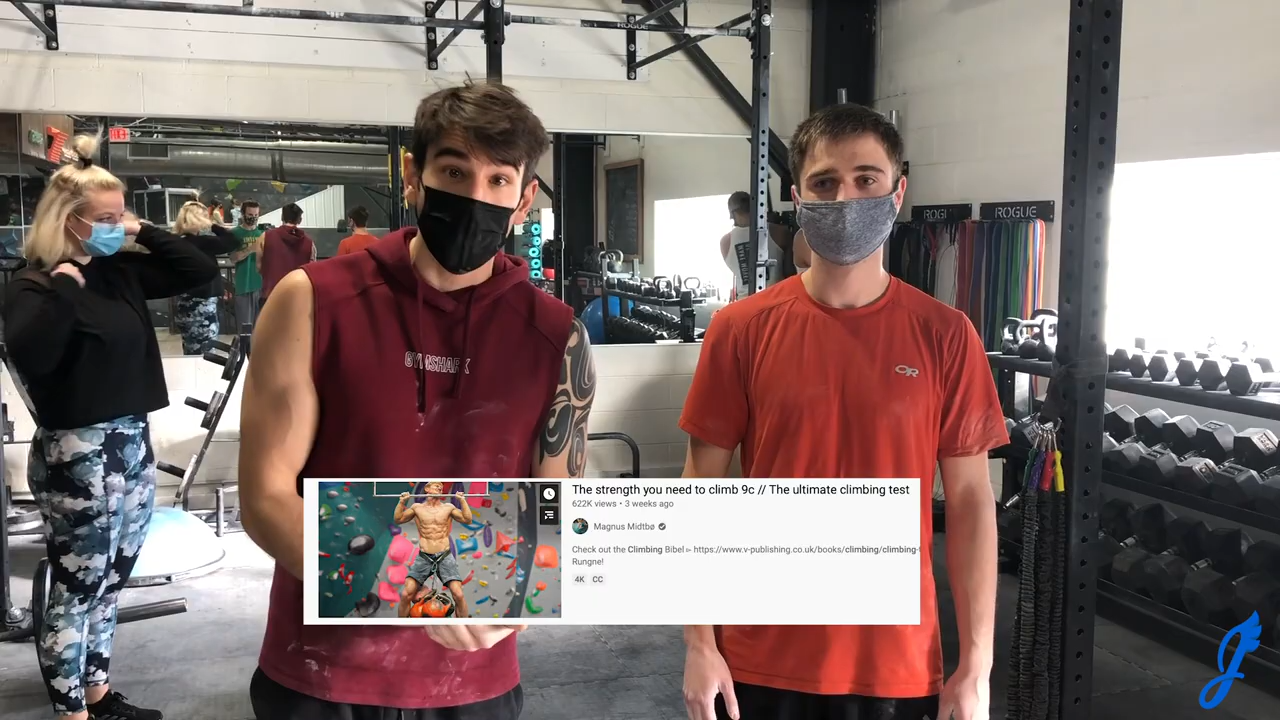 ROGUE
ROGUE
ROGUE
GYMSHARK
OR
The strength you need to climb 9c // The ultimate climbing test
622K views • 3 weeks ago
Magnus Midtbø
Check out the Climbing Bibel ▻ https://www.v-publishing.co.uk/books/climbing/climbing-
Rungne!
4K CC